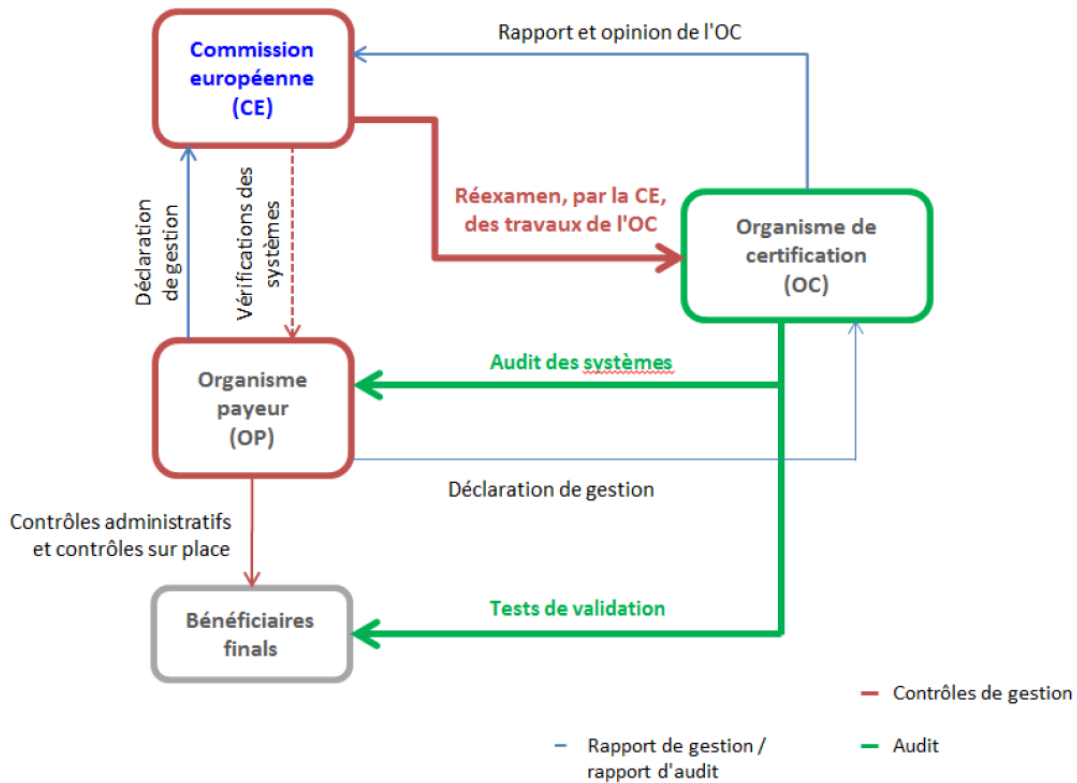 Rapport et opinion de l'OC
Commission
européenne
(CE)
Déclaration
de gestion
Vérifications des
systèmes
Réexamen, par la CE,
des travaux de l'OC
Organisme de
certification
(OC)
Audit des systèmes
Organisme
payeur
(OP)
Déclaration de gestion
Contrôles administratifs
et contrôles sur place
Bénéficiaires
finals
Tests de validation
Contrôles de gestion
Rapport de gestion /
rapport d'audit
Audit